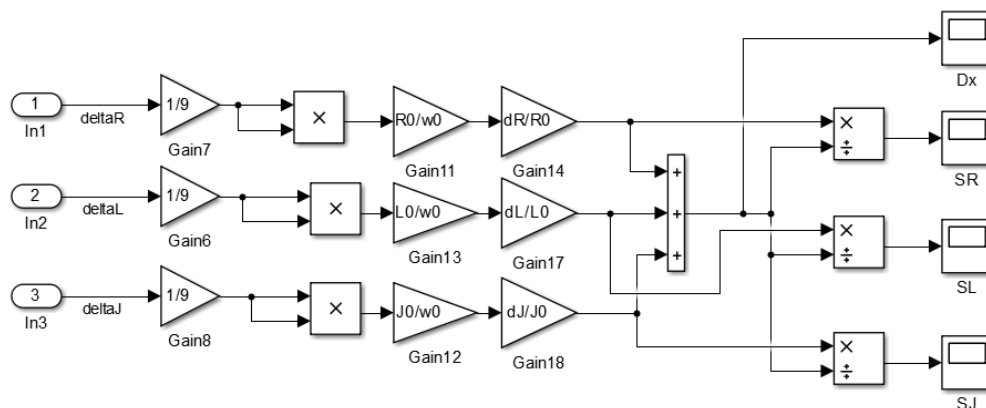 Dx
1
deltaR
In1
1/9
Gain7
×
R0/w0
Gain11
dR/R0
Gain14
×
÷
SR
2
deltaL
In2
1/9
Gain6
×
L0/w0
Gain13
dL/L0
Gain17
+
+
+
×
÷
SL
3
deltaJ
In3
1/9
Gain8
×
J0/w0
Gain12
dJ/J0
Gain18
×
÷
SJ